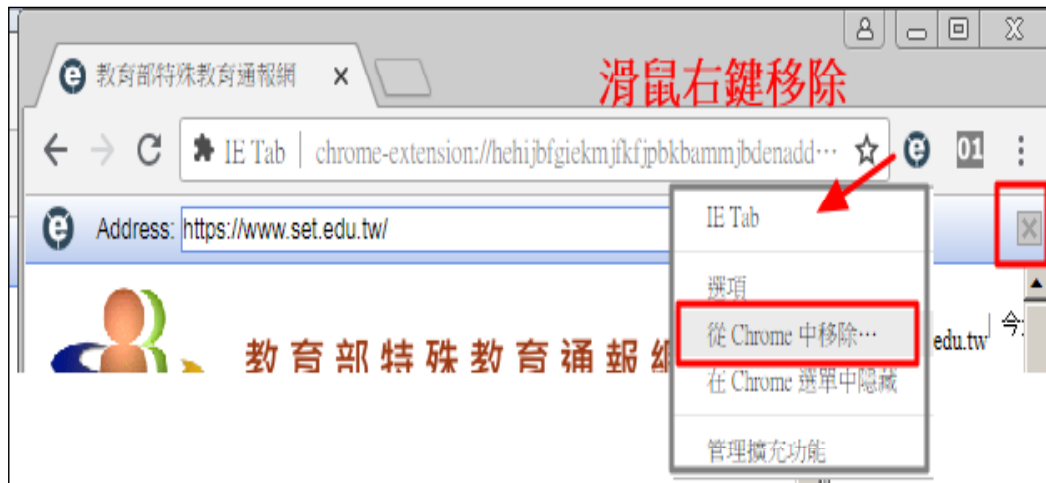 教育部特殊教育通報網
滑鼠右鍵移除
IE Tab | chrome-extension://hehijbfgiekmjfkfjpbkbammjbdenadd… 01
Address: https://www.set.edu.tw/
IE Tab
選項
從 Chrome 中移除…
在 Chrome 選單中隱藏
管理擴充功能
教育部特殊教育通報
edu.tw
今